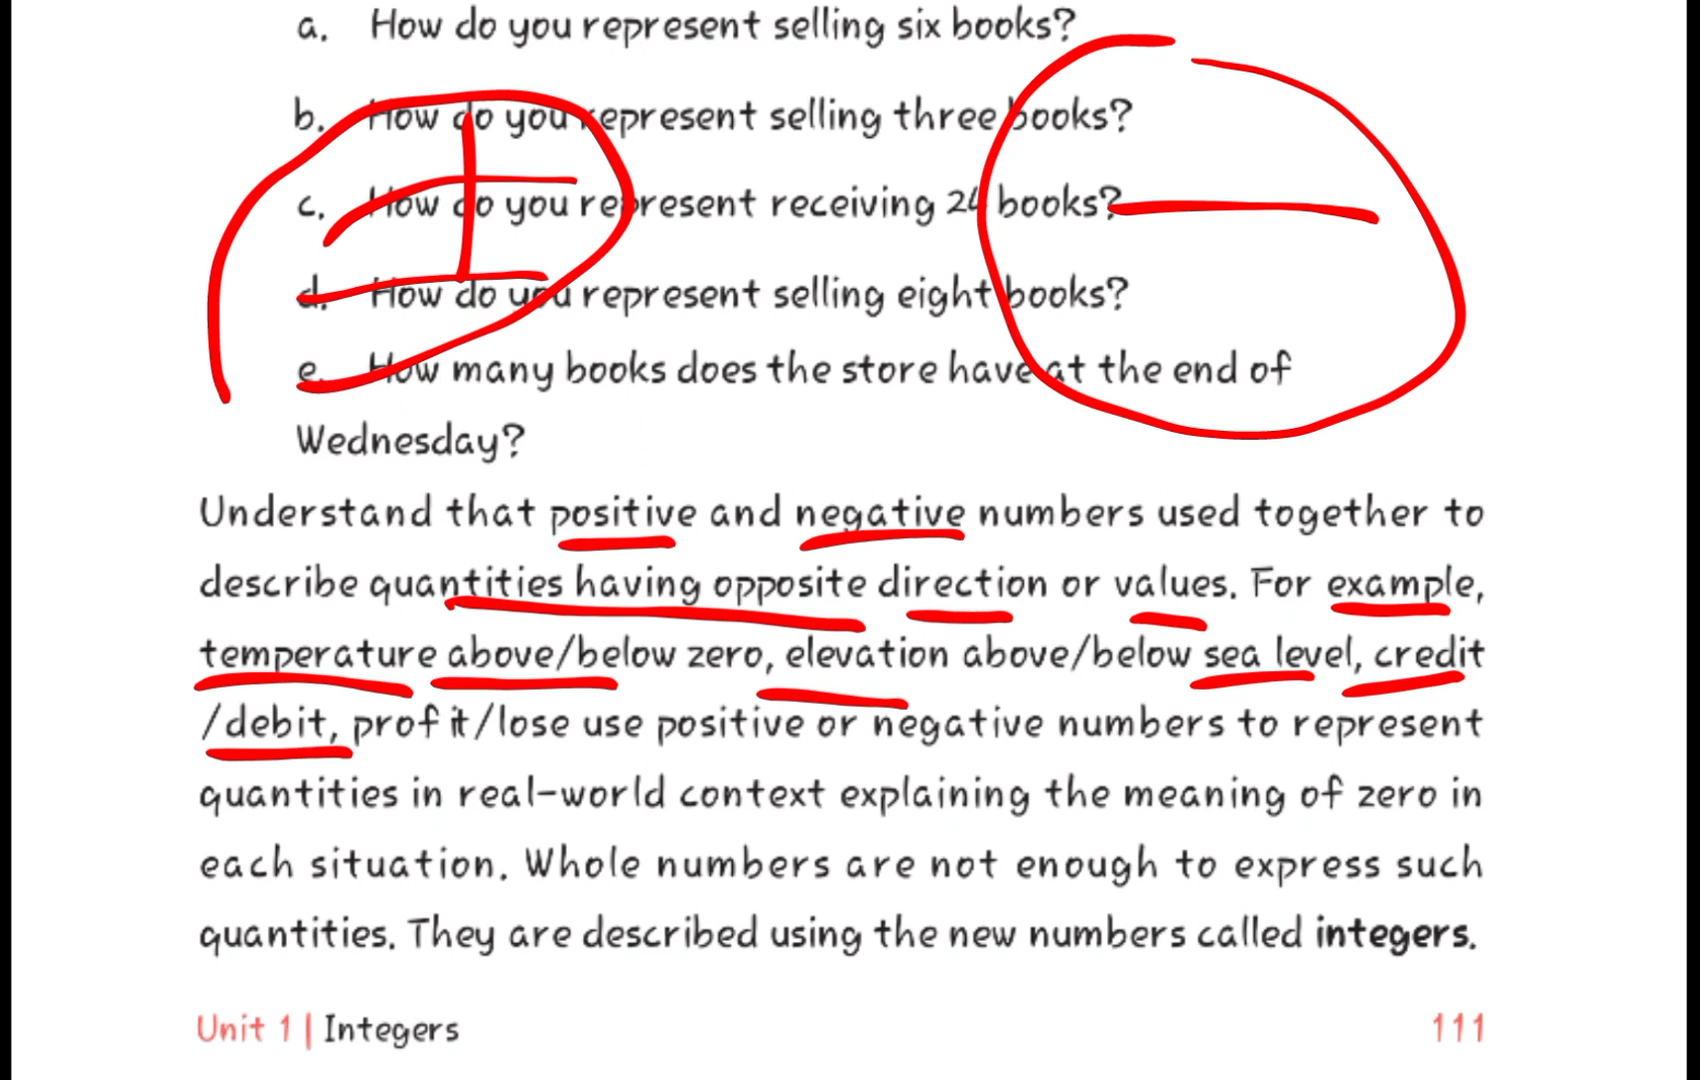 a. How do you represent selling six books?
b. How do you represent selling three books?
c. How do you represent receiving 24 books?
d. How do you represent selling eight books?
e. How many books does the store have at the end of
Wednesday?
Understand that positive and negative numbers used together to
describe quantities having opposite direction or values. For example,
temperature above/below zero, elevation above/below sea level, credit
/debit, profit/lose use positive or negative numbers to represent
quantities in real-world context explaining the meaning of zero in
each situation. Whole numbers are not enough to express such
quantities. They are described using the new numbers called integers.
Unit 1 | Integers 111